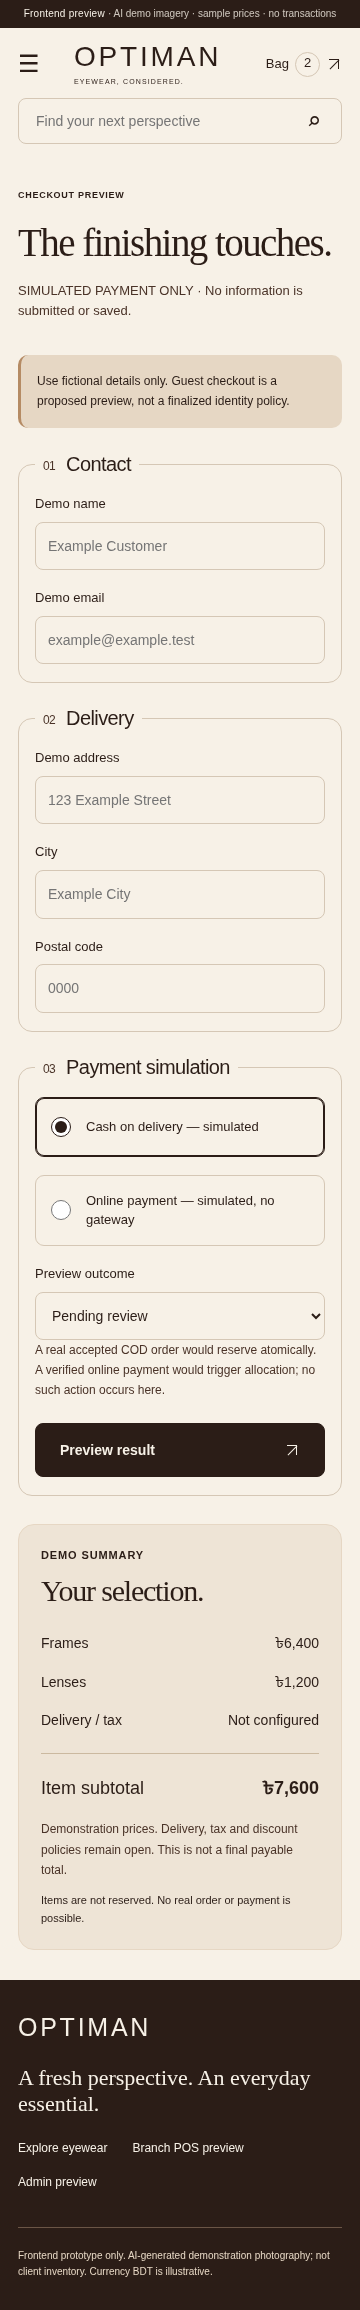 Frontend preview · AI demo imagery · sample prices · no transactions
OPTIMAN
EYEWEAR, CONSIDERED.
Bag 2
Find your next perspective
CHECKOUT PREVIEW
The finishing touches.
SIMULATED PAYMENT ONLY · No information is
submitted or saved.
Use fictional details only. Guest checkout is a
proposed preview, not a finalized identity policy.
01 Contact
Demo name
Example Customer
Demo email
example@example.test
02 Delivery
Demo address
123 Example Street
City
Example City
Postal code
0000
03 Payment simulation
Cash on delivery — simulated
Online payment — simulated, no
gateway
Preview outcome
Pending review
A real accepted COD order would reserve atomically.
A verified online payment would trigger allocation; no
such action occurs here.
Preview result
DEMO SUMMARY
Your selection.
Frames ৳6,400
Lenses ৳1,200
Delivery / tax Not configured
Item subtotal ৳7,600
Demonstration prices. Delivery, tax and discount
policies remain open. This is not a final payable
total.
Items are not reserved. No real order or payment is
possible.
OPTIMAN
A fresh perspective. An everyday
essential.
Explore eyewear Branch POS preview
Admin preview
Frontend prototype only. AI-generated demonstration photography; not
client inventory. Currency BDT is illustrative.